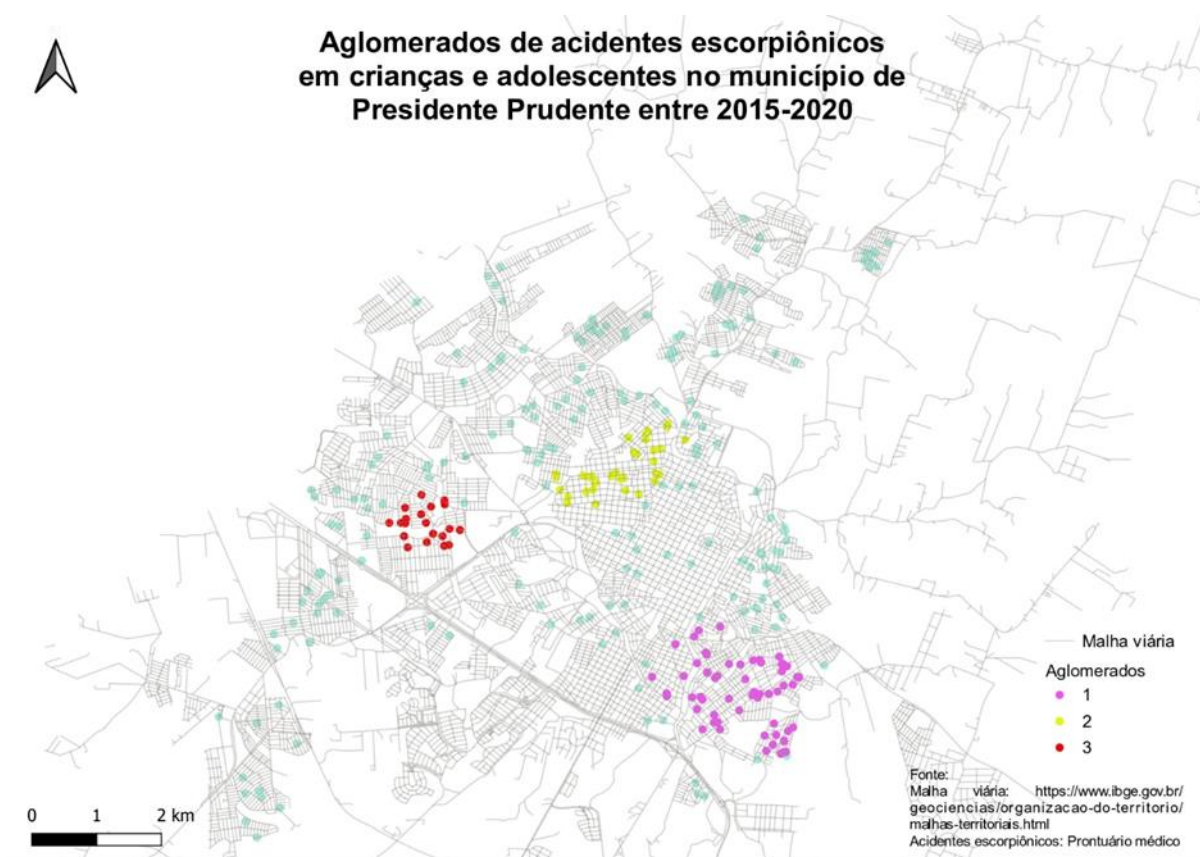 Aglomerados de acidentes escorpiônicos
em crianças e adolescentes no município de
Presidente Prudente entre 2015-2020
Malha viária
Aglomerados
1
2
3
Fonte:
Malha viária: https://www.ibge.gov.br/
geociencias/organizacao-do-territorio/
malhas-territoriais.html
Acidentes escorpiônicos: Prontuário médico
0 1 2 km